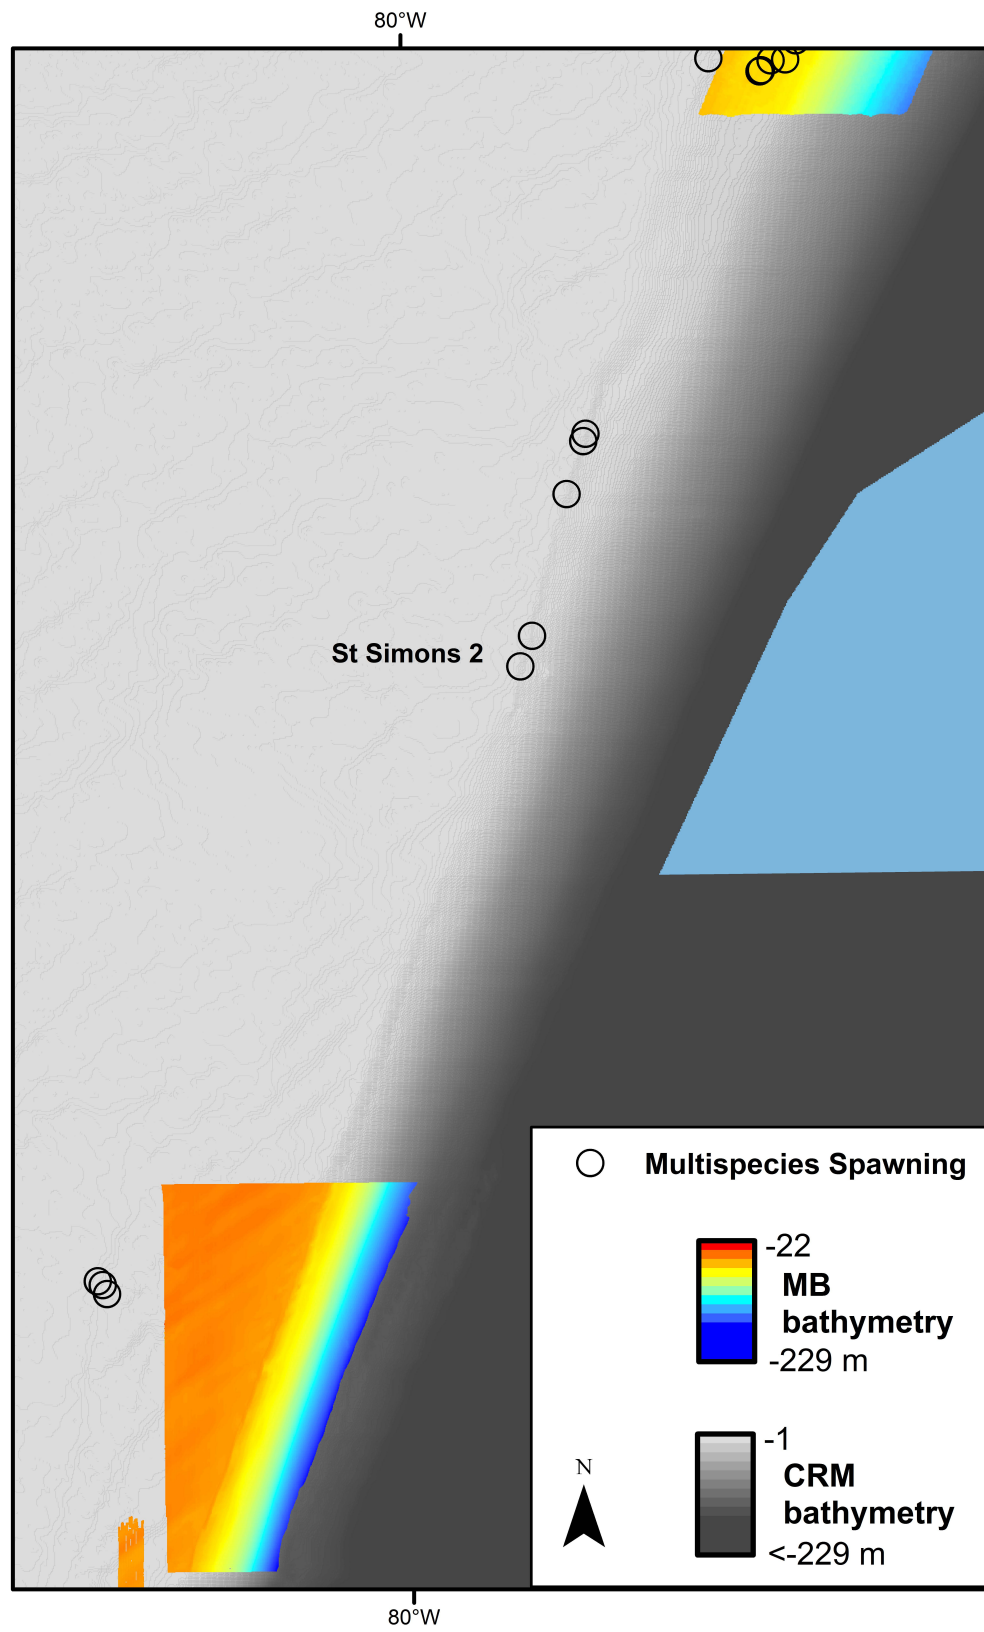 80°W
St Simons 2
Multispecies Spawning
-22
MB
bathymetry
-229 m
-1
CRM
bathymetry
<-229 m
N
80°W